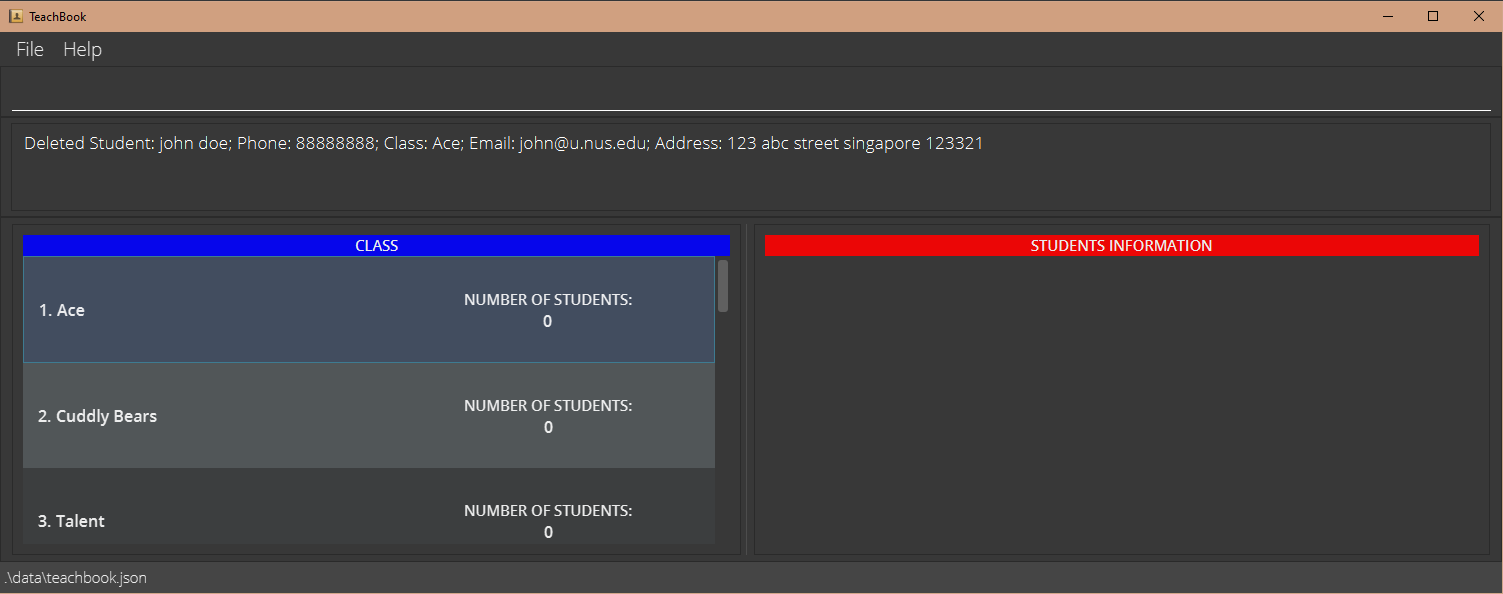 TeachBook
File Help
Deleted Student: john doe; Phone: 88888888; Class: Ace; Email: john@u.nus.edu; Address: 123 abc street singapore 123321
CLASS
1. Ace
NUMBER OF STUDENTS:
0
2. Cuddly Bears
NUMBER OF STUDENTS:
0
3. Talent
NUMBER OF STUDENTS:
0
STUDENTS INFORMATION
.\data\teachbook.json